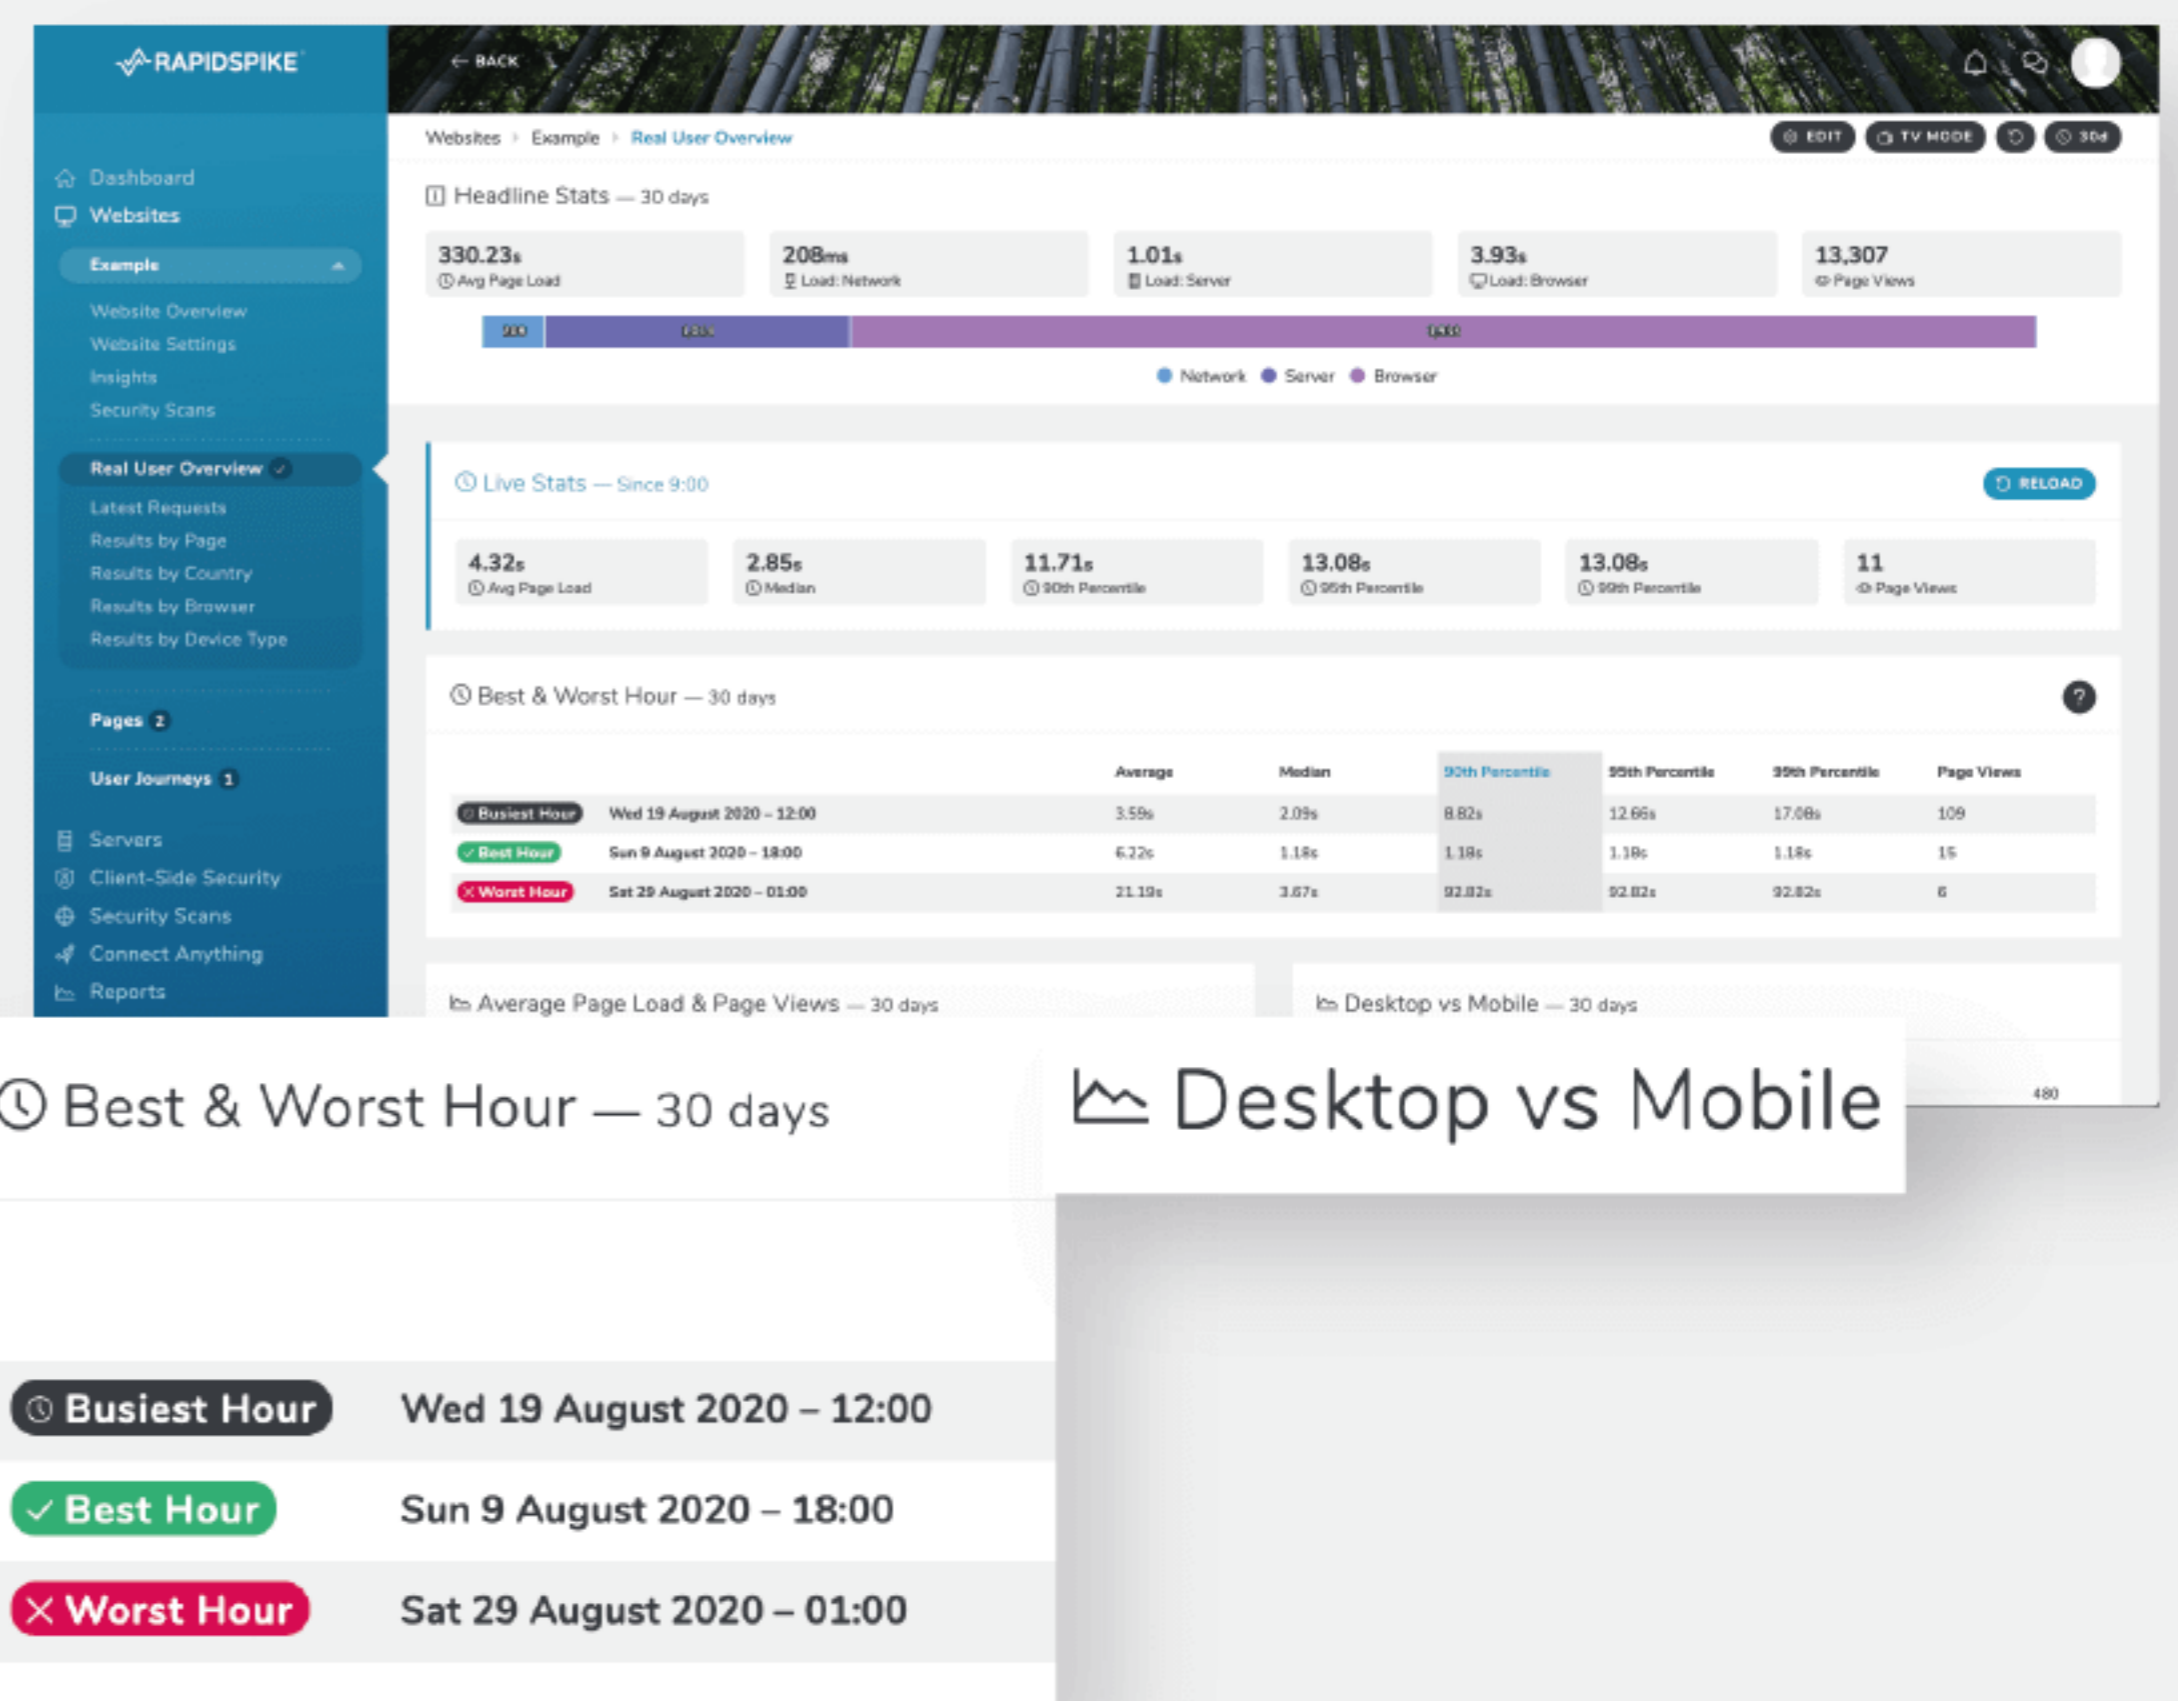 RAPIDSPIKE
← BACK
Websites › Example › Real User Overview
EDIT TV MODE 30d
Dashboard
Websites
Example
Website Overview
Website Settings
Insights
Security Scans
Real User Overview
Latest Requests
Results by Page
Results by Country
Results by Browser
Results by Device Type
Pages 2
User Journeys 1
Servers
Client-Side Security
Security Scans
Connect Anything
Reports
Headline Stats — 30 days
330.23s 208ms 1.01s 3.93s 13,307
Avg Page Load Load: Network Load: Server Load: Browser Page Views
Network Server Browser
Live Stats — Since 9:00
RELOAD
4.32s 2.85s 11.71s 13.08s 13.08s 11
Avg Page Load Median 90th Percentile 95th Percentile 99th Percentile Page Views
Best & Worst Hour — 30 days
?
Average Median 90th Percentile 95th Percentile 99th Percentile Page Views
Busiest Hour Wed 19 August 2020 – 12:00 3.59s 2.09s 8.82s 12.66s 17.08s 109
Best Hour Sun 9 August 2020 – 18:00 6.22s 1.18s 1.18s 1.18s 1.18s 15
Worst Hour Sat 29 August 2020 – 01:00 21.19s 3.67s 92.82s 92.82s 92.82s 6
Average Page Load & Page Views — 30 days
Desktop vs Mobile — 30 days
480
Best & Worst Hour — 30 days
Desktop vs Mobile
Busiest Hour Wed 19 August 2020 – 12:00
Best Hour Sun 9 August 2020 – 18:00
Worst Hour Sat 29 August 2020 – 01:00